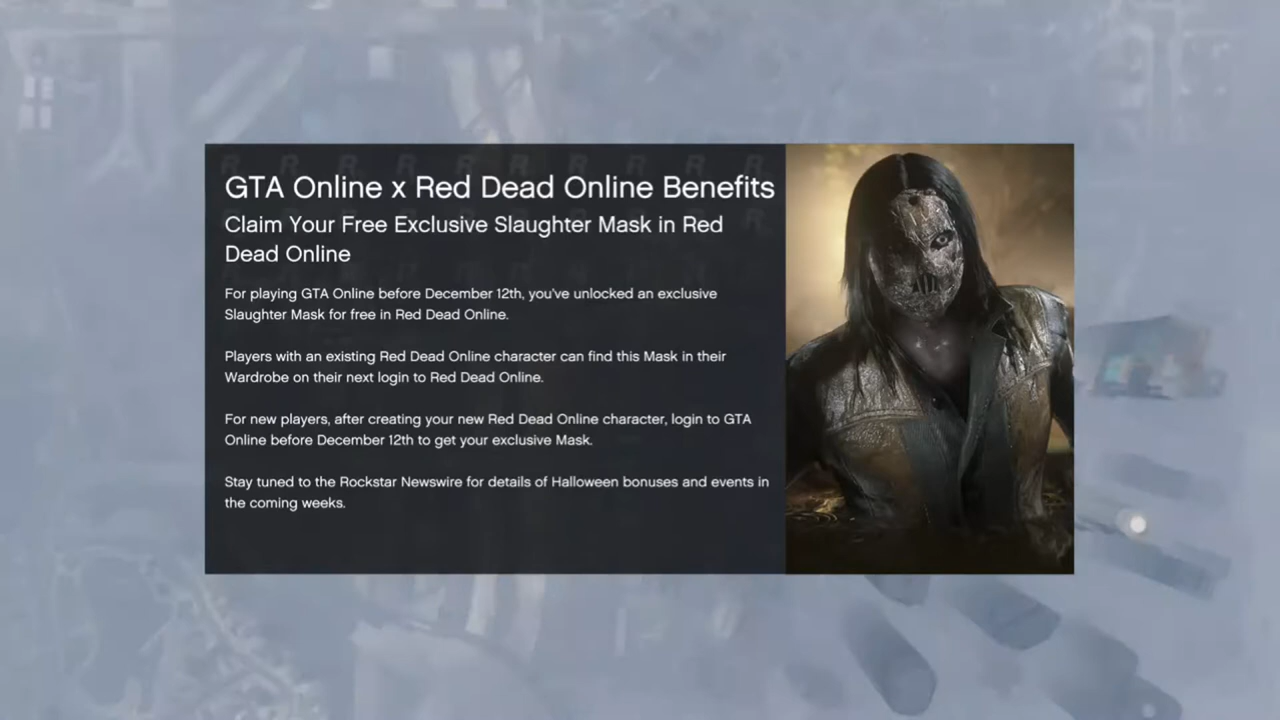 GTA Online x Red Dead Online Benefits
Claim Your Free Exclusive Slaughter Mask in Red
Dead Online
For playing GTA Online before December 12th, you've unlocked an exclusive
Slaughter Mask for free in Red Dead Online.
Players with an existing Red Dead Online character can find this Mask in their
Wardrobe on their next login to Red Dead Online.
For new players, after creating your new Red Dead Online character, login to GTA
Online before December 12th to get your exclusive Mask.
Stay tuned to the Rockstar Newswire for details of Halloween bonuses and events in
the coming weeks.